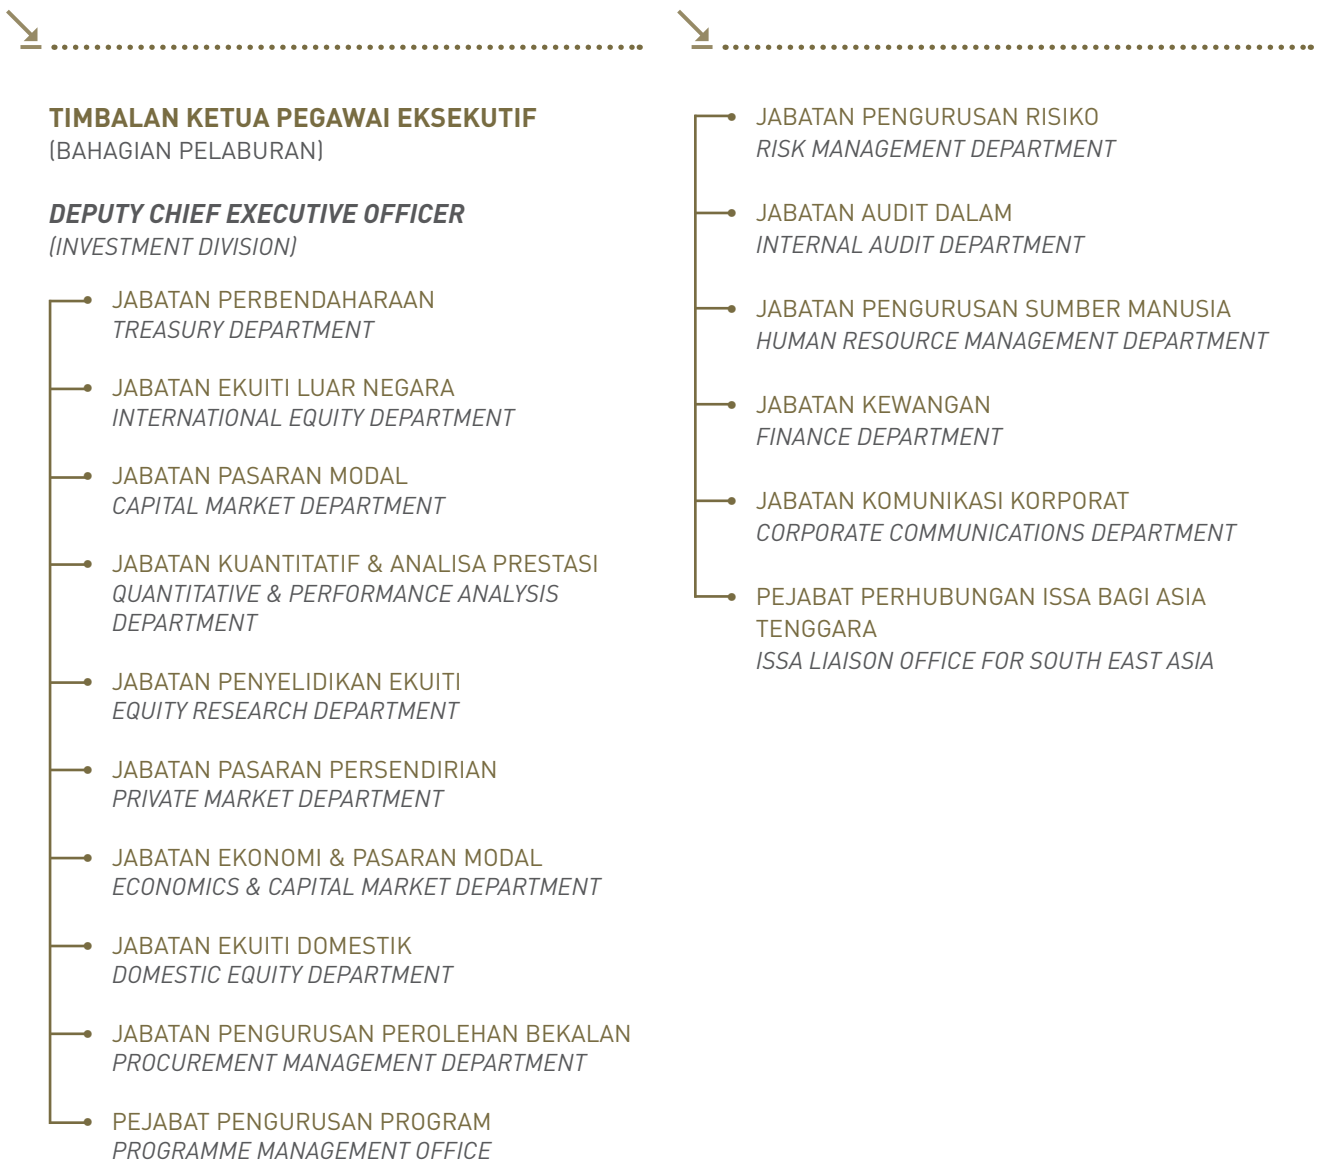 TIMBALAN KETUA PEGAWAI EKSEKUTIF
(BAHAGIAN PELABURAN)
DEPUTY CHIEF EXECUTIVE OFFICER
(INVESTMENT DIVISION)
JABATAN PERBENDAHARAAN
TREASURY DEPARTMENT
JABATAN EKUITI LUAR NEGARA
INTERNATIONAL EQUITY DEPARTMENT
JABATAN PASARAN MODAL
CAPITAL MARKET DEPARTMENT
JABATAN KUANTITATIF & ANALISA PRESTASI
QUANTITATIVE & PERFORMANCE ANALYSIS
DEPARTMENT
JABATAN PENYELIDIKAN EKUITI
EQUITY RESEARCH DEPARTMENT
JABATAN PASARAN PERSENDIRIAN
PRIVATE MARKET DEPARTMENT
JABATAN EKONOMI & PASARAN MODAL
ECONOMICS & CAPITAL MARKET DEPARTMENT
JABATAN EKUITI DOMESTIK
DOMESTIC EQUITY DEPARTMENT
JABATAN PENGURUSAN PEROLEHAN BEKALAN
PROCUREMENT MANAGEMENT DEPARTMENT
PEJABAT PENGURUSAN PROGRAM
PROGRAMME MANAGEMENT OFFICE
JABATAN PENGURUSAN RISIKO
RISK MANAGEMENT DEPARTMENT
JABATAN AUDIT DALAM
INTERNAL AUDIT DEPARTMENT
JABATAN PENGURUSAN SUMBER MANUSIA
HUMAN RESOURCE MANAGEMENT DEPARTMENT
JABATAN KEWANGAN
FINANCE DEPARTMENT
JABATAN KOMUNIKASI KORPORAT
CORPORATE COMMUNICATIONS DEPARTMENT
PEJABAT PERHUBUNGAN ISSA BAGI ASIA
TENGGARA
ISSA LIAISON OFFICE FOR SOUTH EAST ASIA